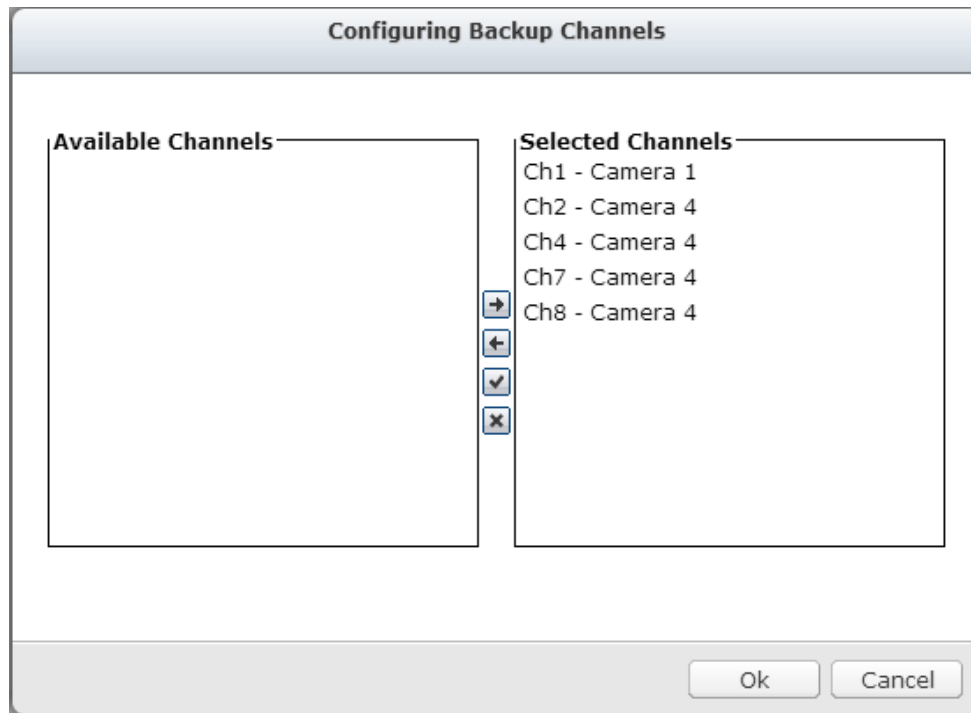 Configuring Backup Channels
Available Channels
Selected Channels
Ch1 - Camera 1
Ch2 - Camera 4
Ch4 - Camera 4
Ch7 - Camera 4
Ch8 - Camera 4
Ok
Cancel